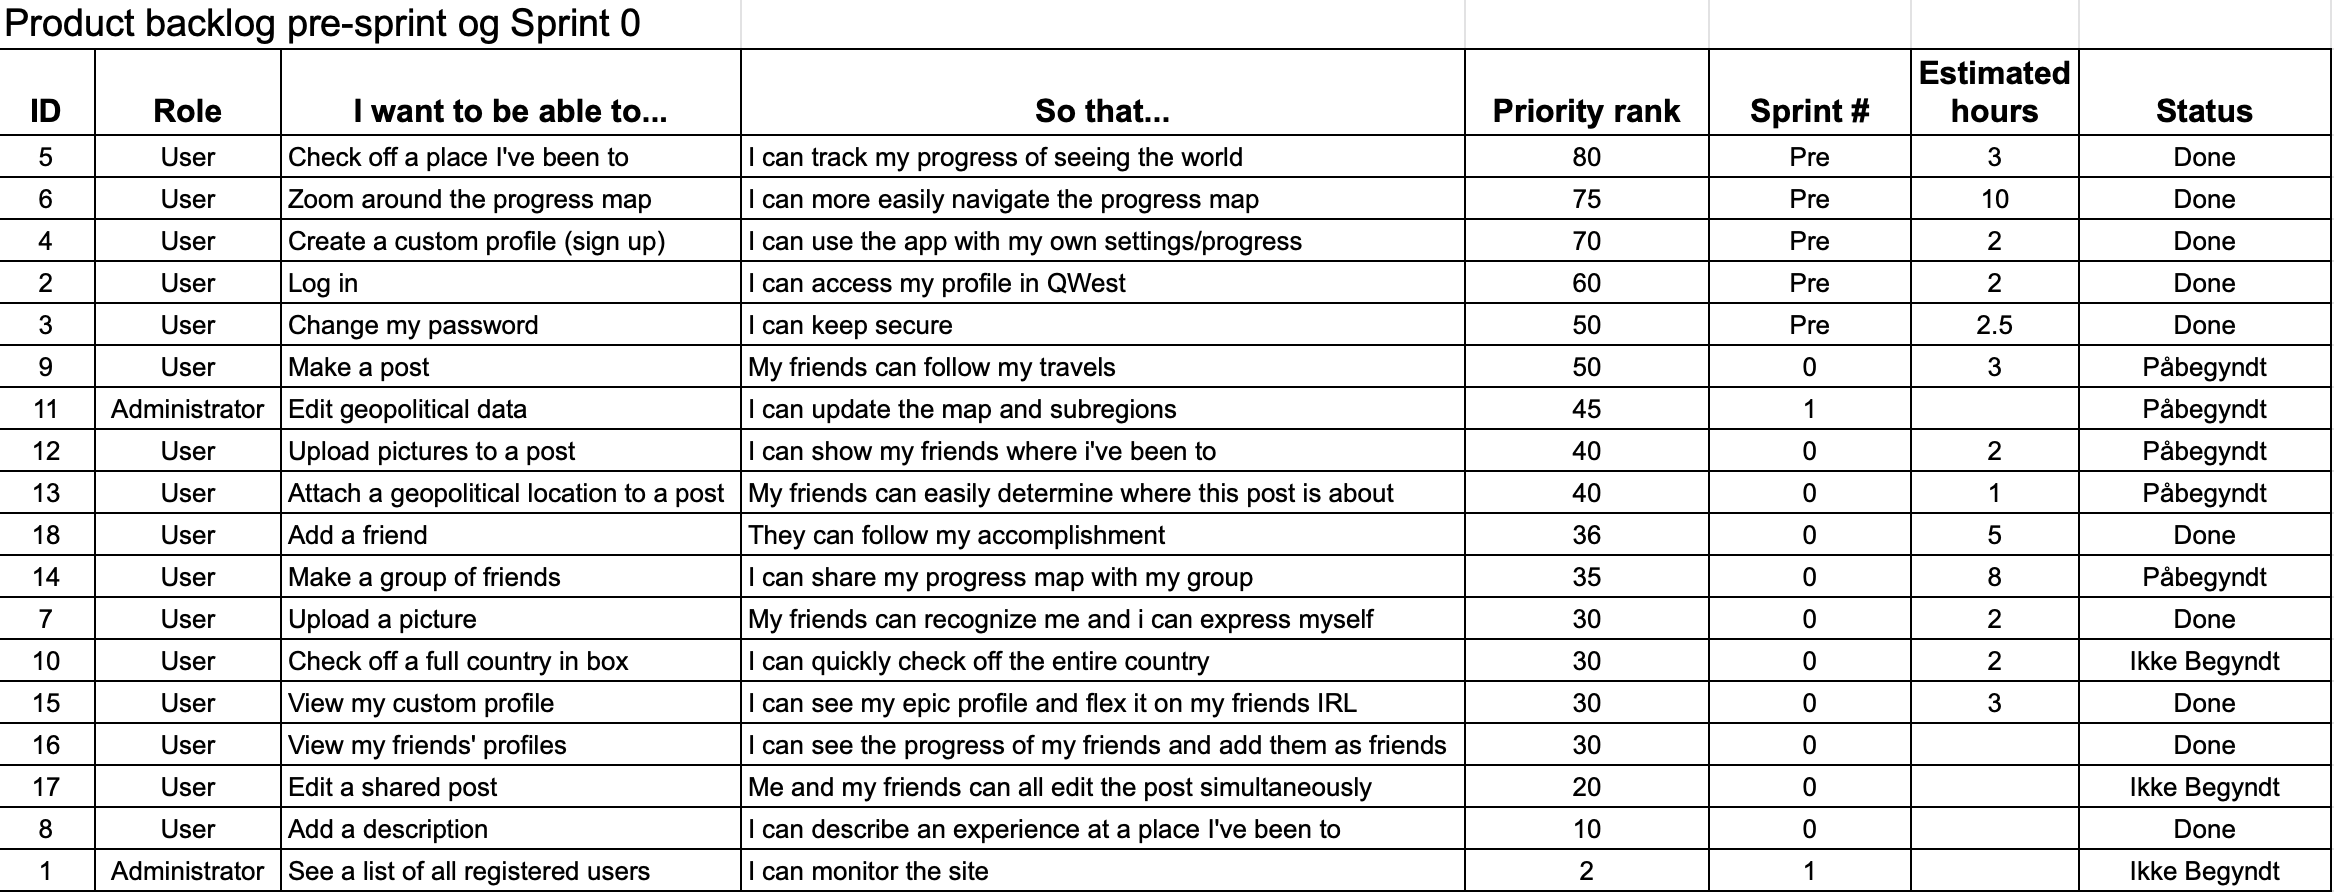 Product backlog pre-sprint og Sprint 0
ID Role I want to be able to... So that... Priority rank Sprint # Estimated hours Status
5 User Check off a place I've been to I can track my progress of seeing the world 80 Pre 3 Done
6 User Zoom around the progress map I can more easily navigate the progress map 75 Pre 10 Done
4 User Create a custom profile (sign up) I can use the app with my own settings/progress 70 Pre 2 Done
2 User Log in I can access my profile in QWest 60 Pre 2 Done
3 User Change my password I can keep secure 50 Pre 2.5 Done
9 User Make a post My friends can follow my travels 50 0 3 Påbegyndt
11 Administrator Edit geopolitical data I can update the map and subregions 45 1 Påbegyndt
12 User Upload pictures to a post I can show my friends where i've been to 40 0 2 Påbegyndt
13 User Attach a geopolitical location to a post My friends can easily determine where this post is about 40 0 1 Påbegyndt
18 User Add a friend They can follow my accomplishment 36 0 5 Done
14 User Make a group of friends I can share my progress map with my group 35 0 8 Påbegyndt
7 User Upload a picture My friends can recognize me and i can express myself 30 0 2 Done
10 User Check off a full country in box I can quickly check off the entire country 30 0 2 Ikke Begyndt
15 User View my custom profile I can see my epic profile and flex it on my friends IRL 30 0 3 Done
16 User View my friends' profiles I can see the progress of my friends and add them as friends 30 0 Done
17 User Edit a shared post Me and my friends can all edit the post simultaneously 20 0 Ikke Begyndt
8 User Add a description I can describe an experience at a place I've been to 10 0 Done
1 Administrator See a list of all registered users I can monitor the site 2 1 Ikke Begyndt